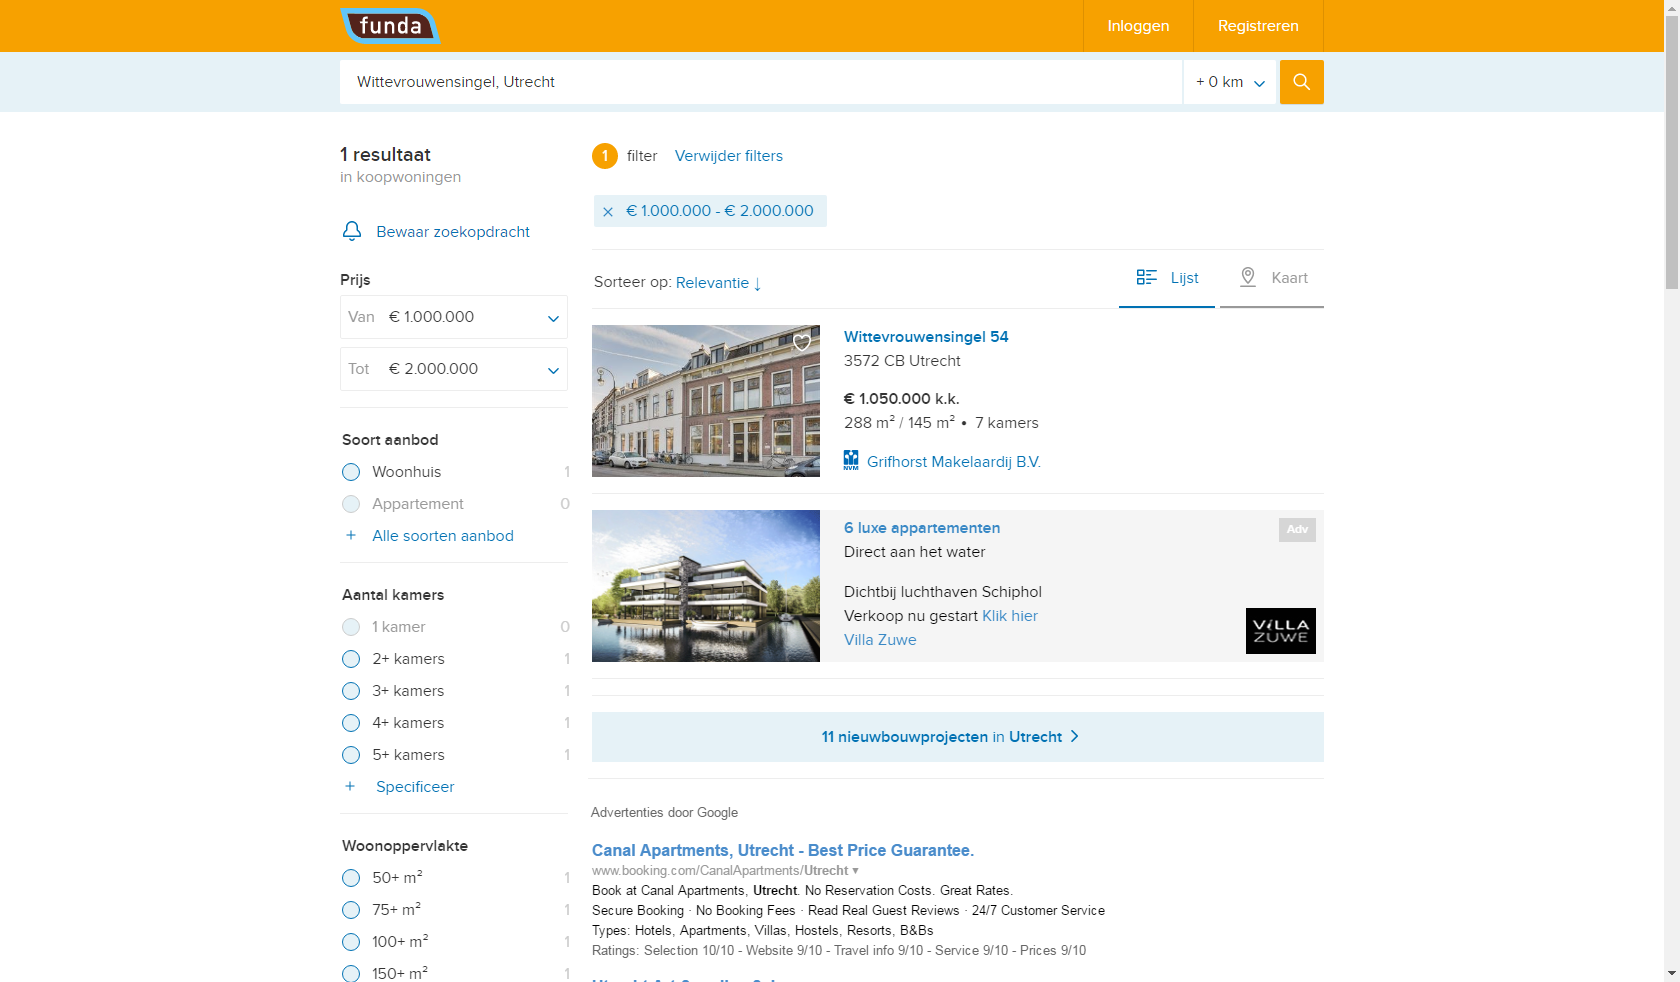 funda
Inloggen
Registreren
Wittevrouwensingel, Utrecht
+ 0 km
1 resultaat
in koopwoningen
Bewaar zoekopdracht
Prijs
Van € 1.000.000
Tot € 2.000.000
Soort aanbod
Woonhuis 1
Appartement 0
+ Alle soorten aanbod
Aantal kamers
1 kamer 0
2+ kamers 1
3+ kamers 1
4+ kamers 1
5+ kamers 1
+ Specificeer
Woonoppervlakte
50+ m² 1
75+ m² 1
100+ m² 1
150+ m² 1
1 filter Verwijder filters
× € 1.000.000 - € 2.000.000
Sorteer op: Relevantie ↓
Lijst
Kaart
Wittevrouwensingel 54
3572 CB Utrecht
€ 1.050.000 k.k.
288 m² / 145 m² • 7 kamers
NVM Grifhorst Makelaardij B.V.
6 luxe appartementen
Adv
Direct aan het water
Dichtbij luchthaven Schiphol
Verkoop nu gestart Klik hier
Villa Zuwe
VILLA
ZUWE
11 nieuwbouwprojecten in Utrecht
Advertenties door Google
Canal Apartments, Utrecht - Best Price Guarantee.
www.booking.com/CanalApartments/Utrecht ▾
Book at Canal Apartments, Utrecht. No Reservation Costs. Great Rates.
Secure Booking · No Booking Fees · Read Real Guest Reviews · 24/7 Customer Service
Types: Hotels, Apartments, Villas, Hostels, Resorts, B&Bs
Ratings: Selection 10/10 - Website 9/10 - Travel info 9/10 - Service 9/10 - Prices 9/10